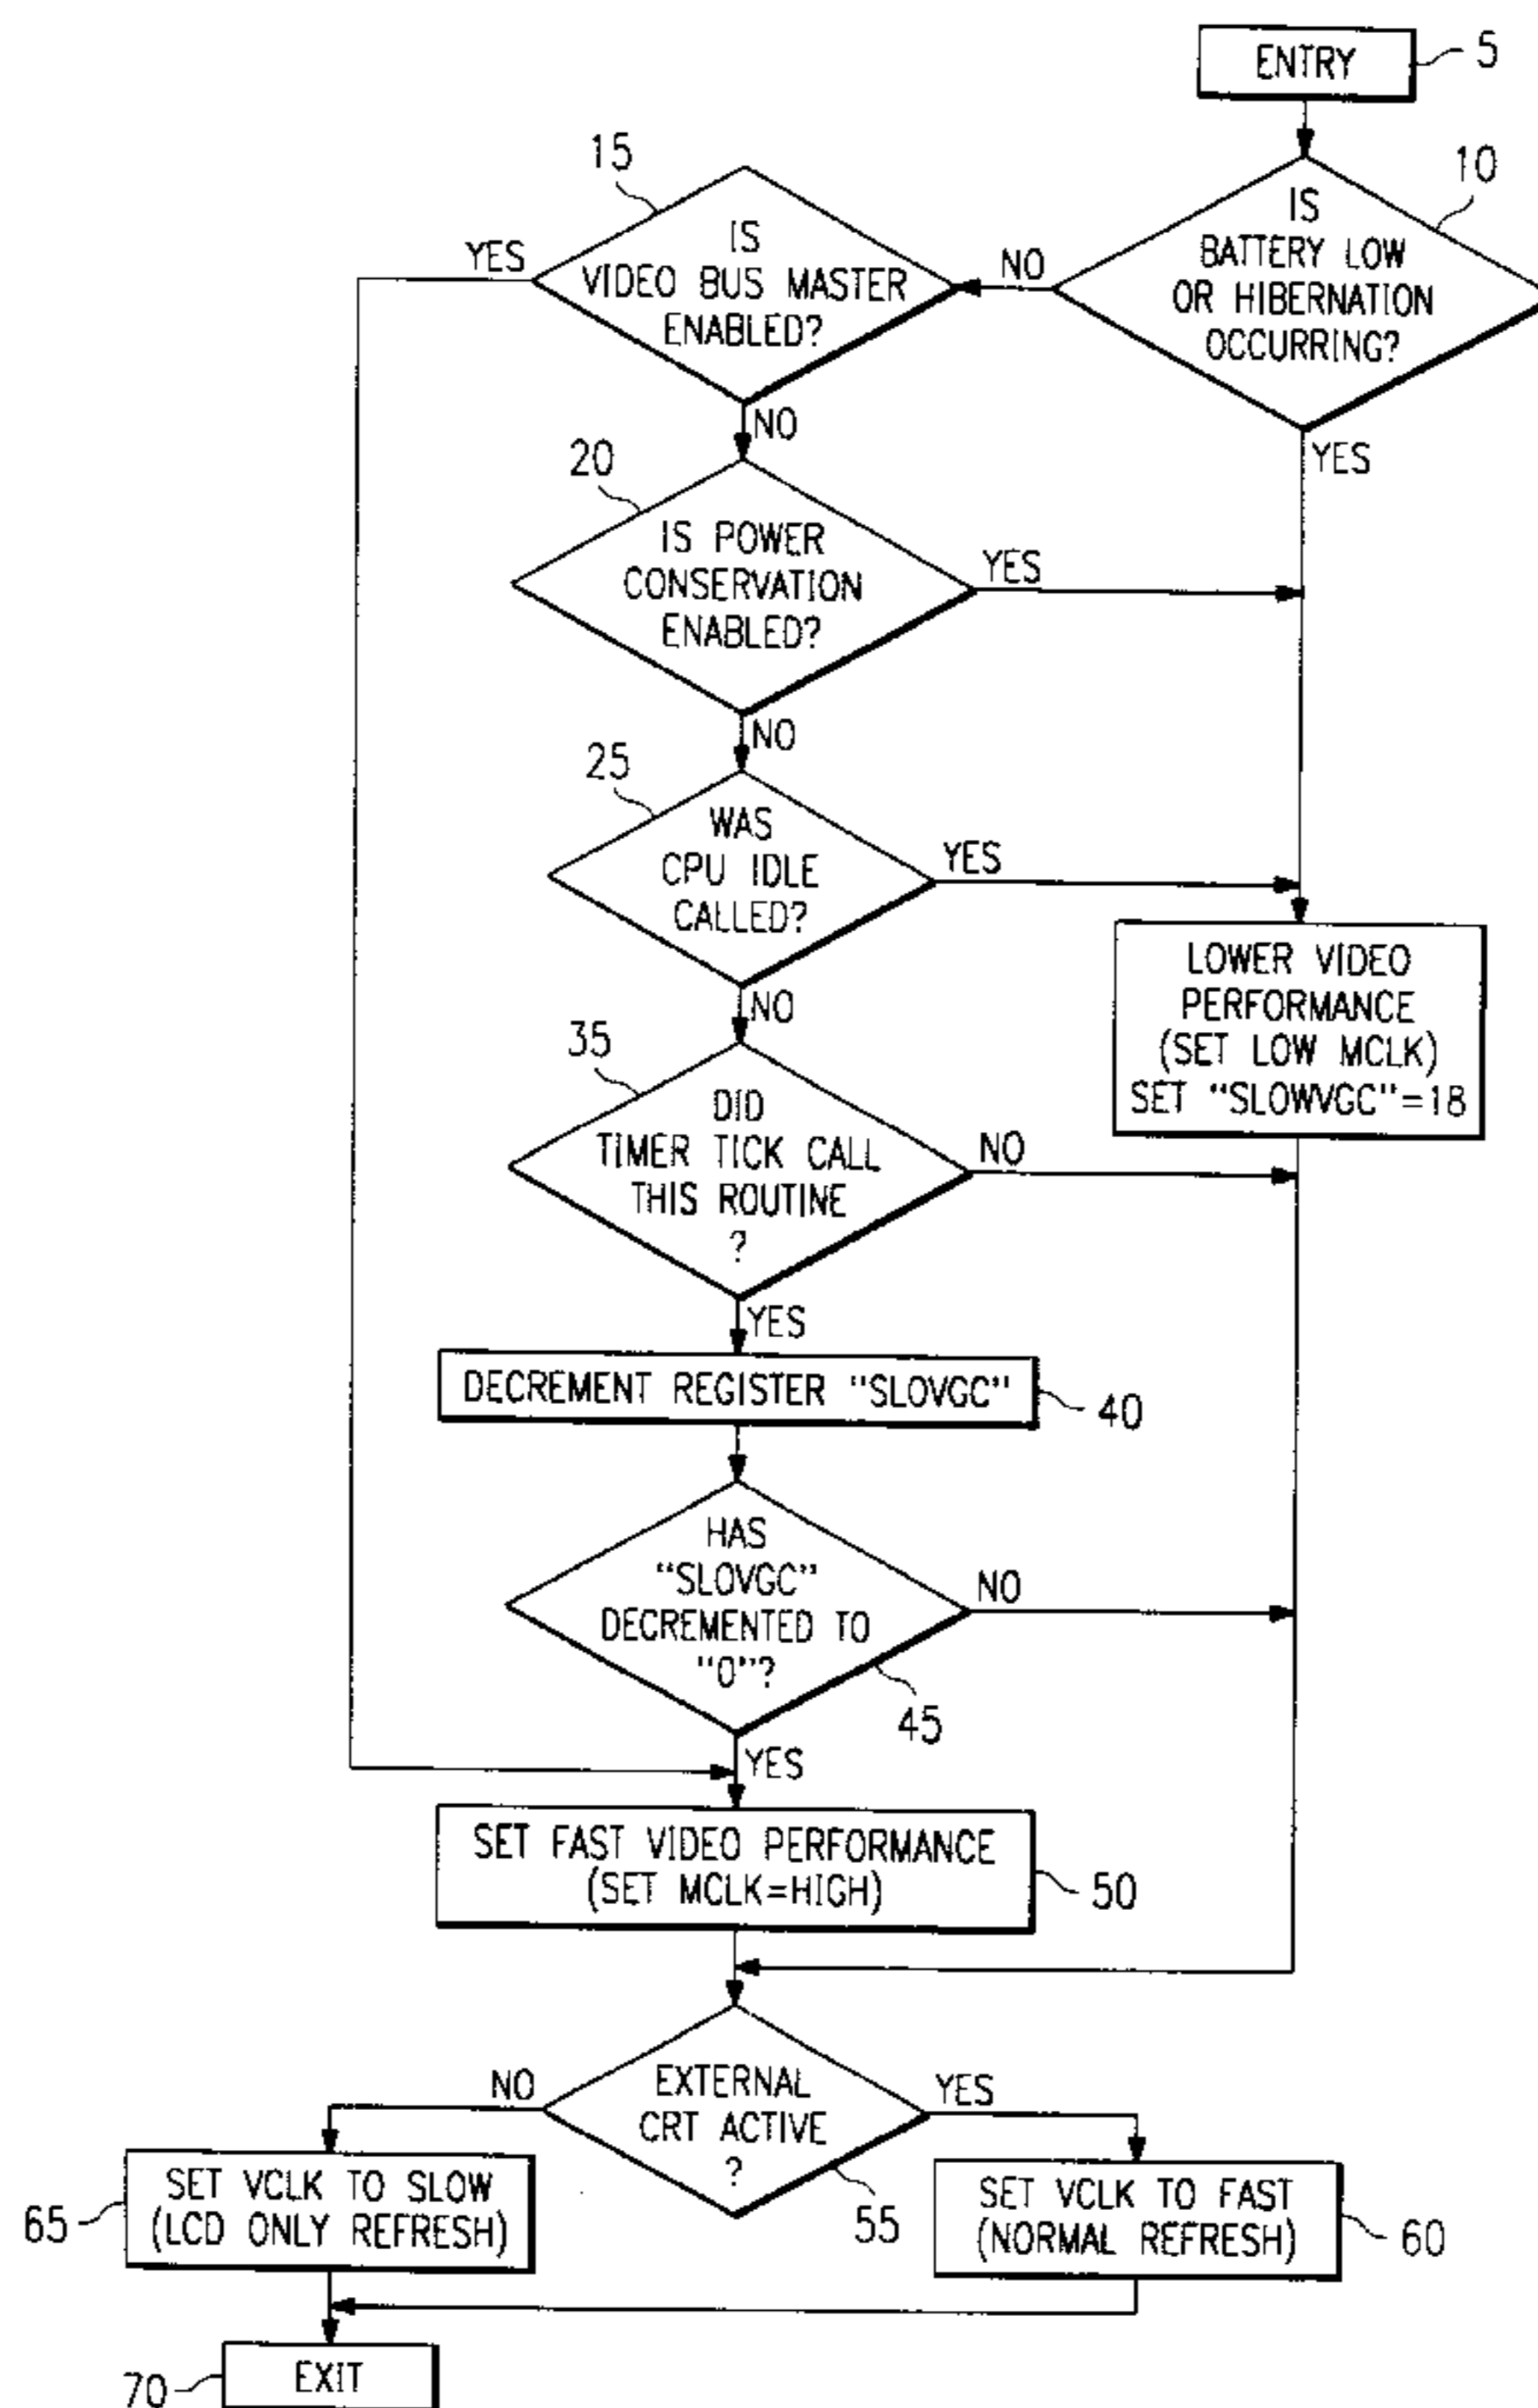 ENTRY
5
10
IS
BATTERY LOW
OR HIBERNATION
OCCURRING?
NO
YES
15
IS
VIDEO BUS MASTER
ENABLED?
YES
NO
20
IS POWER
CONSERVATION
ENABLED?
YES
NO
25
WAS
CPU IDLE
CALLED?
YES
NO
LOWER VIDEO
PERFORMANCE
(SET LOW MCLK)
SET "SLOWVGC"=18
35
DID
TIMER TICK CALL
THIS ROUTINE
?
NO
YES
DECREMENT REGISTER "SLOVGC"
40
HAS
"SLOVGC"
DECREMENTED TO
"0"?
NO
45
YES
SET FAST VIDEO PERFORMANCE
(SET MCLK=HIGH)
50
EXTERNAL
CRT ACTIVE
?
NO
YES
55
SET VCLK TO SLOW
(LCD ONLY REFRESH)
65
SET VCLK TO FAST
(NORMAL REFRESH)
60
EXIT
70